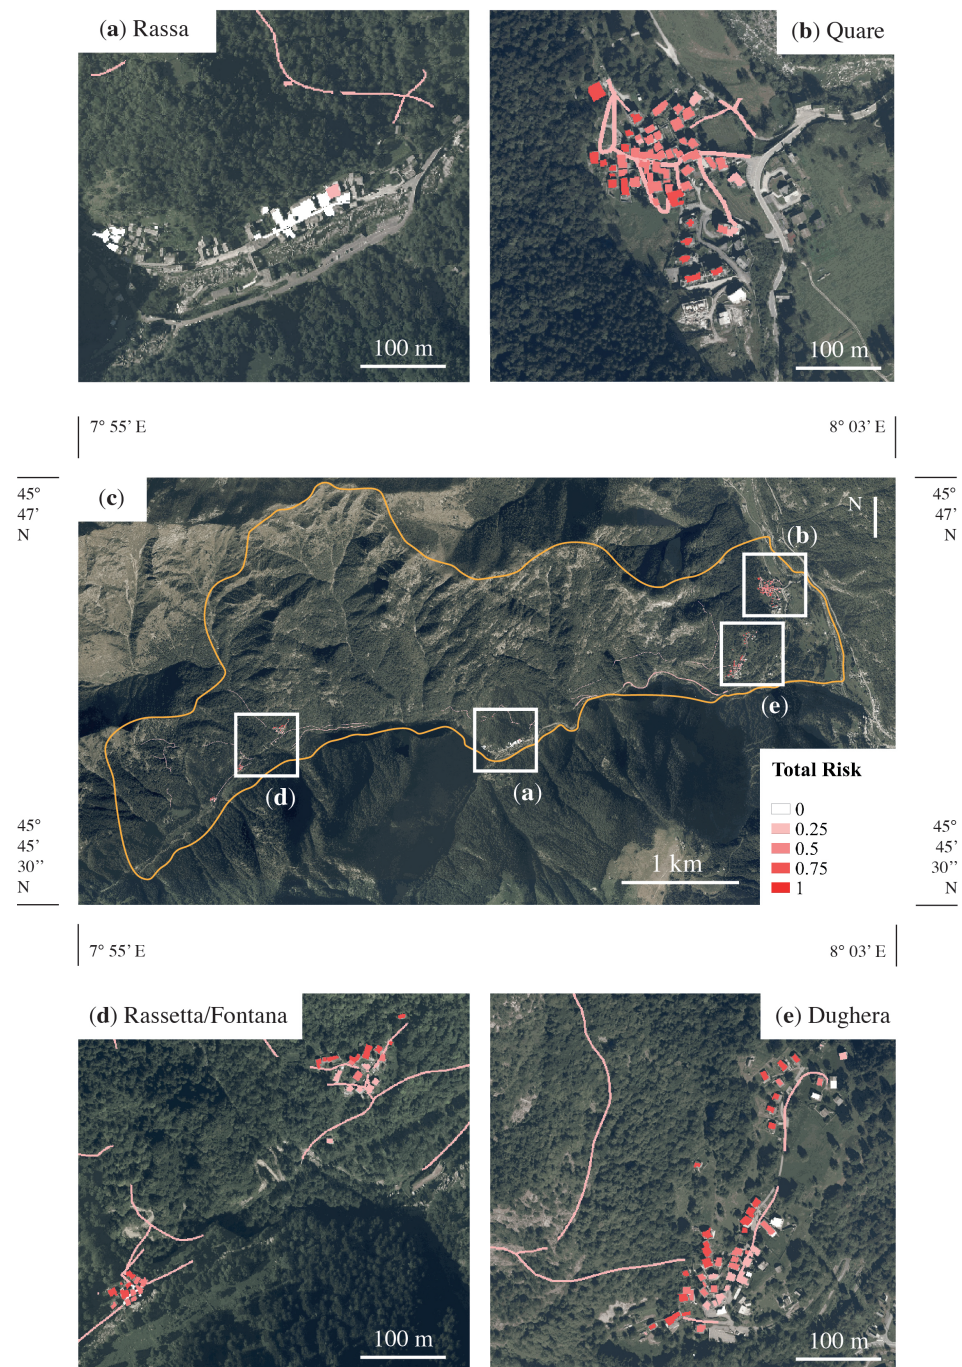 (a) Rassa
(b) Quare
100 m
100 m
7° 55’ E
8° 03’ E
45°
47’
N
45°
47’
N
(c)
N
(b)
(e)
(d)
(a)
Total Risk
0
0.25
0.5
0.75
1
1 km
45°
45’
30’’
N
45°
45’
30’’
N
7° 55’ E
8° 03’ E
(d) Rassetta/Fontana
(e) Dughera
100 m
100 m